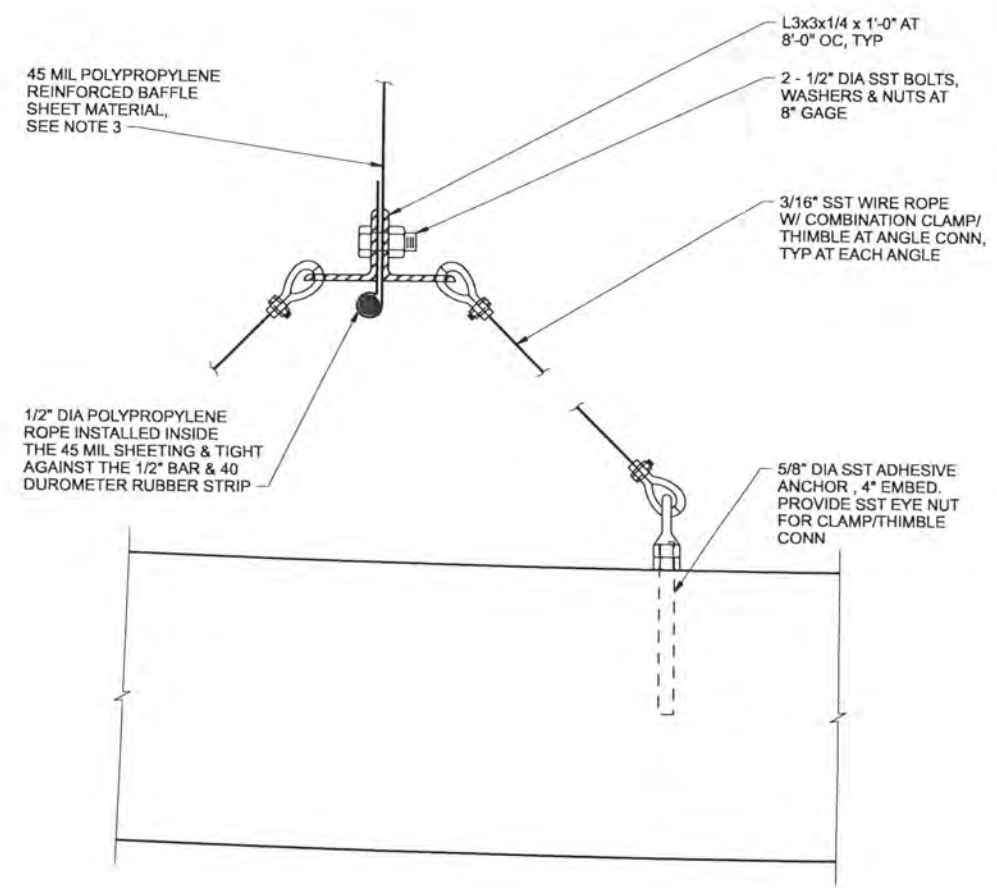 L3x3x1/4 x 1'-0" AT
8'-0" OC, TYP
45 MIL POLYPROPYLENE
REINFORCED BAFFLE
SHEET MATERIAL,
SEE NOTE 3
2 - 1/2" DIA SST BOLTS,
WASHERS & NUTS AT
8" GAGE
3/16" SST WIRE ROPE
W/ COMBINATION CLAMP/
THIMBLE AT ANGLE CONN,
TYP AT EACH ANGLE
1/2" DIA POLYPROPYLENE
ROPE INSTALLED INSIDE
THE 45 MIL SHEETING & TIGHT
AGAINST THE 1/2" BAR & 40
DUROMETER RUBBER STRIP
5/8" DIA SST ADHESIVE
ANCHOR , 4" EMBED.
PROVIDE SST EYE NUT
FOR CLAMP/THIMBLE
CONN